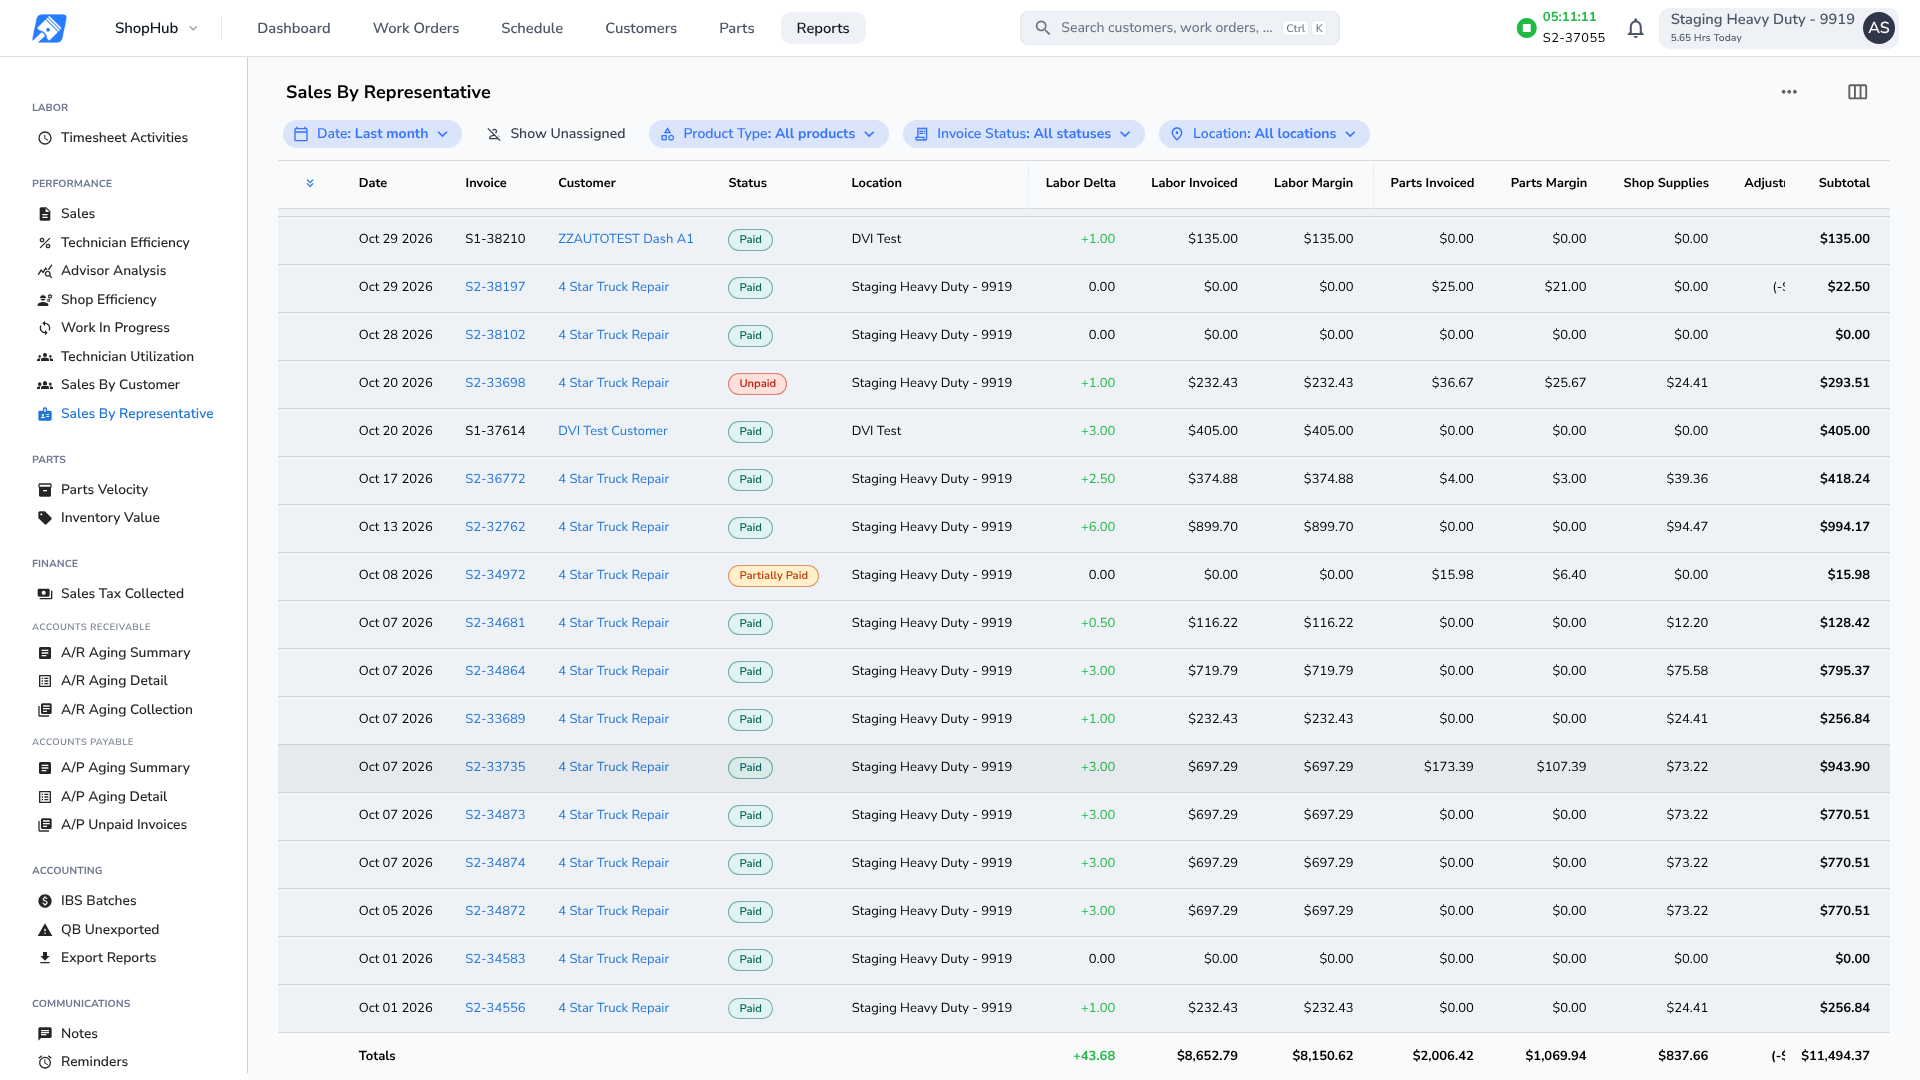 ShopHub
Dashboard
Work Orders
Schedule
Customers
Parts
Reports
Search customers, work orders, ...
Ctrl K
05:11:11
S2-37055
Staging Heavy Duty - 9919
5.65 Hrs Today
AS
LABOR
Timesheet Activities
PERFORMANCE
Sales
Technician Efficiency
Advisor Analysis
Shop Efficiency
Work In Progress
Technician Utilization
Sales By Customer
Sales By Representative
PARTS
Parts Velocity
Inventory Value
FINANCE
Sales Tax Collected
ACCOUNTS RECEIVABLE
A/R Aging Summary
A/R Aging Detail
A/R Aging Collection
ACCOUNTS PAYABLE
A/P Aging Summary
A/P Aging Detail
A/P Unpaid Invoices
ACCOUNTING
IBS Batches
QB Unexported
Export Reports
COMMUNICATIONS
Notes
Reminders
Sales By Representative
Date: Last month
Show Unassigned
Product Type: All products
Invoice Status: All statuses
Location: All locations
Date Invoice Customer Status Location Labor Delta Labor Invoiced Labor Margin Parts Invoiced Parts Margin Shop Supplies Subtotal
Oct 29 2026 S1-38210 ZZAUTOTEST Dash A1 Paid DVI Test +1.00 $135.00 $135.00 $0.00 $0.00 $0.00 $135.00
Oct 29 2026 S2-38197 4 Star Truck Repair Paid Staging Heavy Duty - 9919 0.00 $0.00 $0.00 $25.00 $21.00 $0.00 $22.50
Oct 28 2026 S2-38102 4 Star Truck Repair Paid Staging Heavy Duty - 9919 0.00 $0.00 $0.00 $0.00 $0.00 $0.00 $0.00
Oct 20 2026 S2-33698 4 Star Truck Repair Unpaid Staging Heavy Duty - 9919 +1.00 $232.43 $232.43 $36.67 $25.67 $24.41 $293.51
Oct 20 2026 S1-37614 DVI Test Customer Paid DVI Test +3.00 $405.00 $405.00 $0.00 $0.00 $0.00 $405.00
Oct 17 2026 S2-36772 4 Star Truck Repair Paid Staging Heavy Duty - 9919 +2.50 $374.88 $374.88 $4.00 $3.00 $39.36 $418.24
Oct 13 2026 S2-32762 4 Star Truck Repair Paid Staging Heavy Duty - 9919 +6.00 $899.70 $899.70 $0.00 $0.00 $94.47 $994.17
Oct 08 2026 S2-34972 4 Star Truck Repair Partially Paid Staging Heavy Duty - 9919 0.00 $0.00 $0.00 $15.98 $6.40 $0.00 $15.98
Oct 07 2026 S2-34681 4 Star Truck Repair Paid Staging Heavy Duty - 9919 +0.50 $116.22 $116.22 $0.00 $0.00 $12.20 $128.42
Oct 07 2026 S2-34864 4 Star Truck Repair Paid Staging Heavy Duty - 9919 +3.00 $719.79 $719.79 $0.00 $0.00 $75.58 $795.37
Oct 07 2026 S2-33689 4 Star Truck Repair Paid Staging Heavy Duty - 9919 +1.00 $232.43 $232.43 $0.00 $0.00 $24.41 $256.84
Oct 07 2026 S2-33735 4 Star Truck Repair Paid Staging Heavy Duty - 9919 +3.00 $697.29 $697.29 $173.39 $107.39 $73.22 $943.90
Oct 07 2026 S2-34873 4 Star Truck Repair Paid Staging Heavy Duty - 9919 +3.00 $697.29 $697.29 $0.00 $0.00 $73.22 $770.51
Oct 07 2026 S2-34874 4 Star Truck Repair Paid Staging Heavy Duty - 9919 +3.00 $697.29 $697.29 $0.00 $0.00 $73.22 $770.51
Oct 05 2026 S2-34872 4 Star Truck Repair Paid Staging Heavy Duty - 9919 +3.00 $697.29 $697.29 $0.00 $0.00 $73.22 $770.51
Oct 01 2026 S2-34583 4 Star Truck Repair Paid Staging Heavy Duty - 9919 0.00 $0.00 $0.00 $0.00 $0.00 $0.00 $0.00
Oct 01 2026 S2-34556 4 Star Truck Repair Paid Staging Heavy Duty - 9919 +1.00 $232.43 $232.43 $0.00 $0.00 $24.41 $256.84
Totals +43.68 $8,652.79 $8,150.62 $2,006.42 $1,069.94 $837.66 $11,494.37